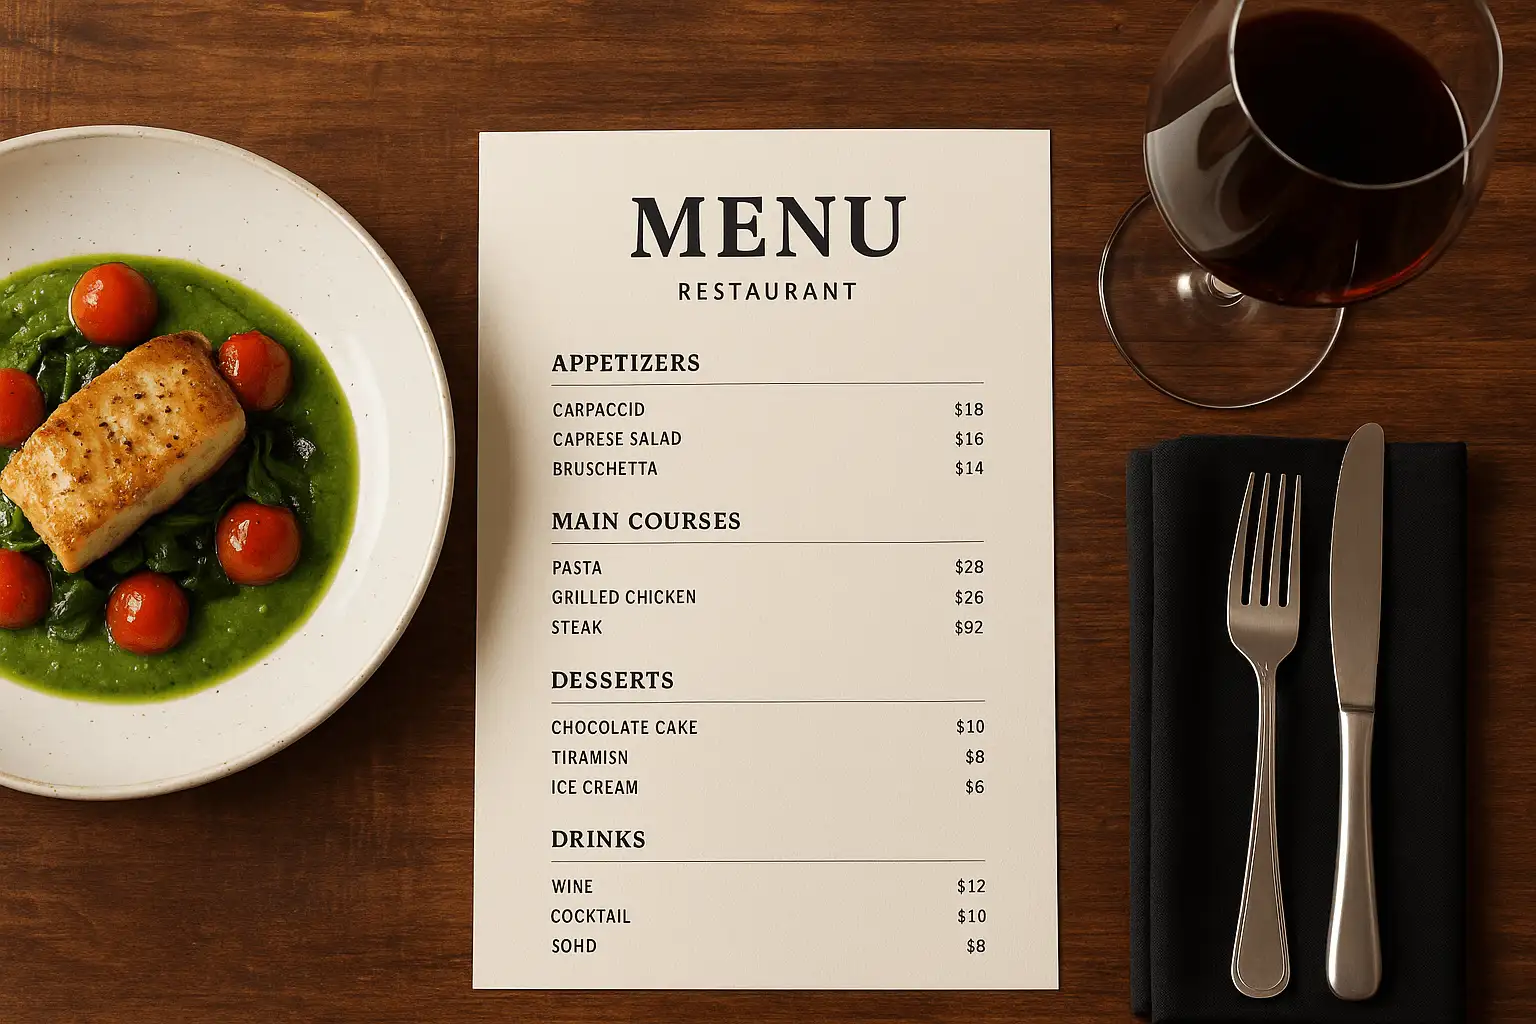 MENU
RESTAURANT
APPETIZERS
CARPACCID $18
CAPRESE SALAD $16
BRUSCHETTA $14
MAIN COURSES
PASTA $28
GRILLED CHICKEN $26
STEAK $92
DESSERTS
CHOCOLATE CAKE $10
TIRAMISN $8
ICE CREAM $6
DRINKS
WINE $12
COCKTAIL $10
SOHD $8